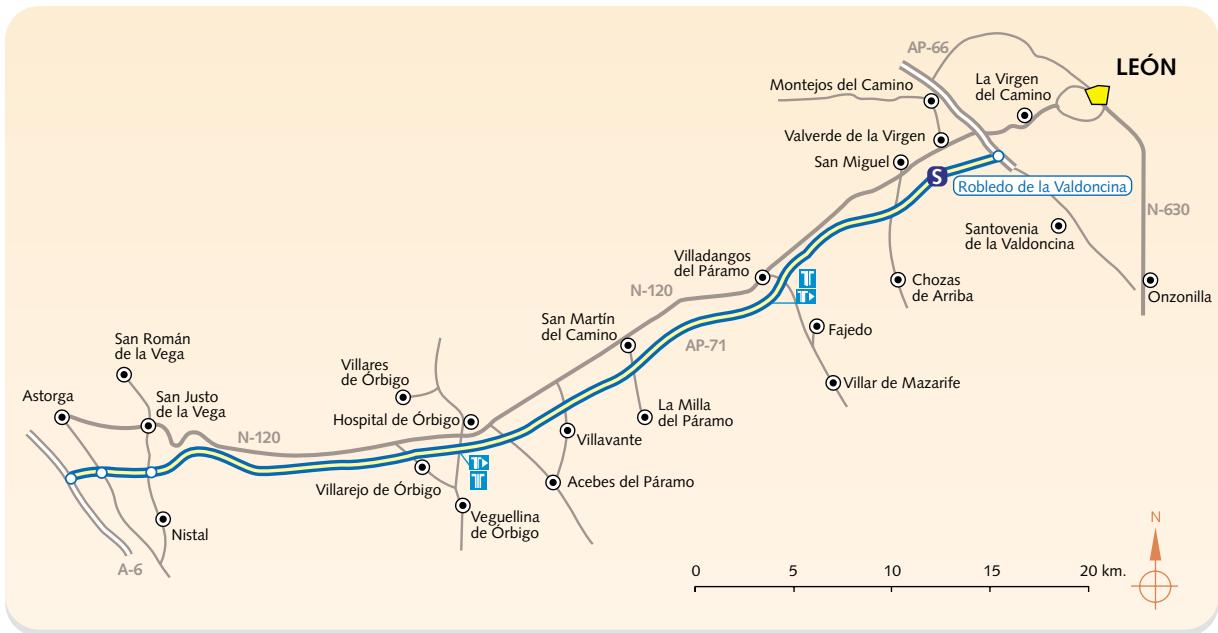 AP-66
LEÓN
La Virgen
del Camino
Montejos del Camino
Valverde de la Virgen
San Miguel
S
Robledo de la Valdoncina
N-630
Santovenia
de la Valdoncina
Villadangos
del Páramo
Chozas
de Arriba
Onzonilla
N-120
T
T
San Martín
del Camino
Fajedo
AP-71
San Román
de la Vega
Villares
de Órbigo
Villar de Mazarife
Astorga
San Justo
de la Vega
La Milla
del Páramo
Hospital de Órbigo
N-120
Villavante
T
T
Villarejo de Órbigo
Acebes del Páramo
Veguellina
de Órbigo
Nistal
A-6
N
0 5 10 15 20 km.